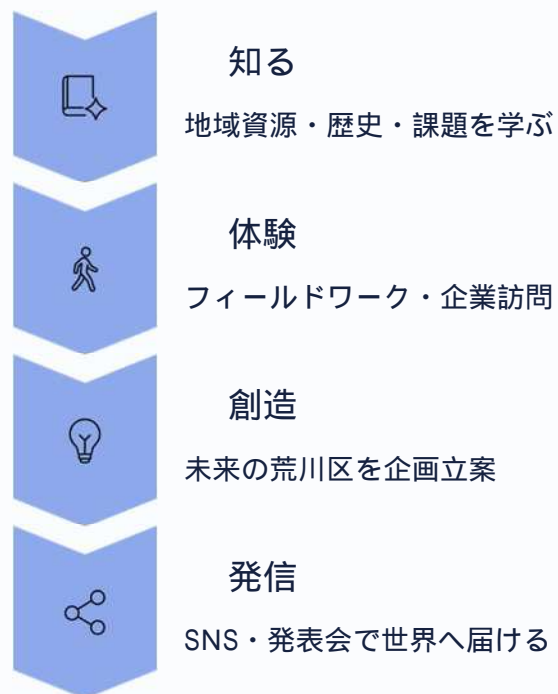 知る
地域資源・歴史・課題を学ぶ
体験
フィールドワーク・企業訪問
創造
未来の荒川区を企画立案
発信
SNS・発表会で世界へ届ける